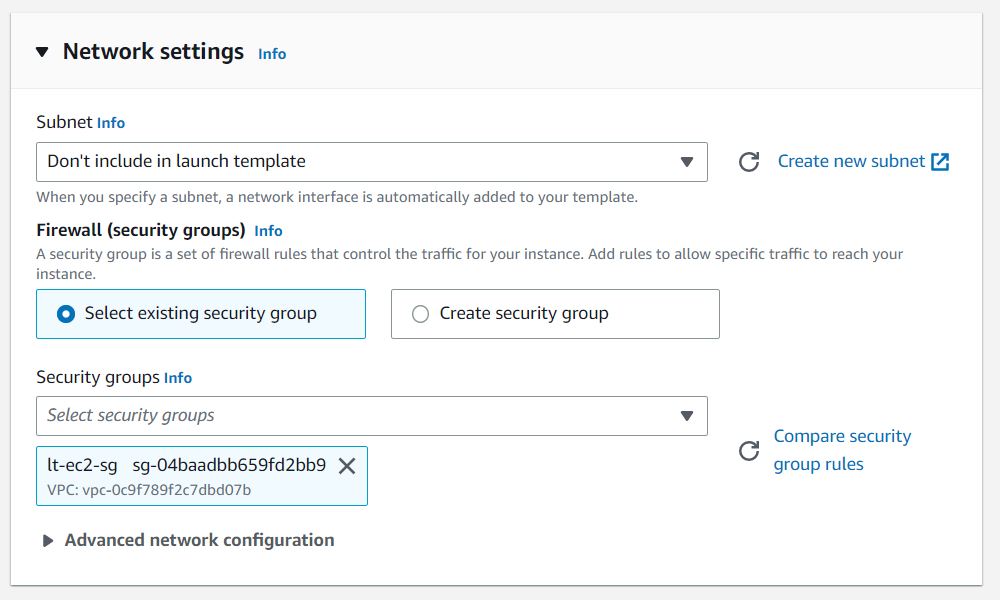 Network settings Info
Subnet Info
Don't include in launch template
Create new subnet
When you specify a subnet, a network interface is automatically added to your template.
Firewall (security groups) Info
A security group is a set of firewall rules that control the traffic for your instance. Add rules to allow specific traffic to reach your
instance.
Select existing security group
Create security group
Security groups Info
Select security groups
Compare security
group rules
lt-ec2-sg sg-04baadbb659fd2bb9
VPC: vpc-0c9f789f2c7dbd07b
Advanced network configuration